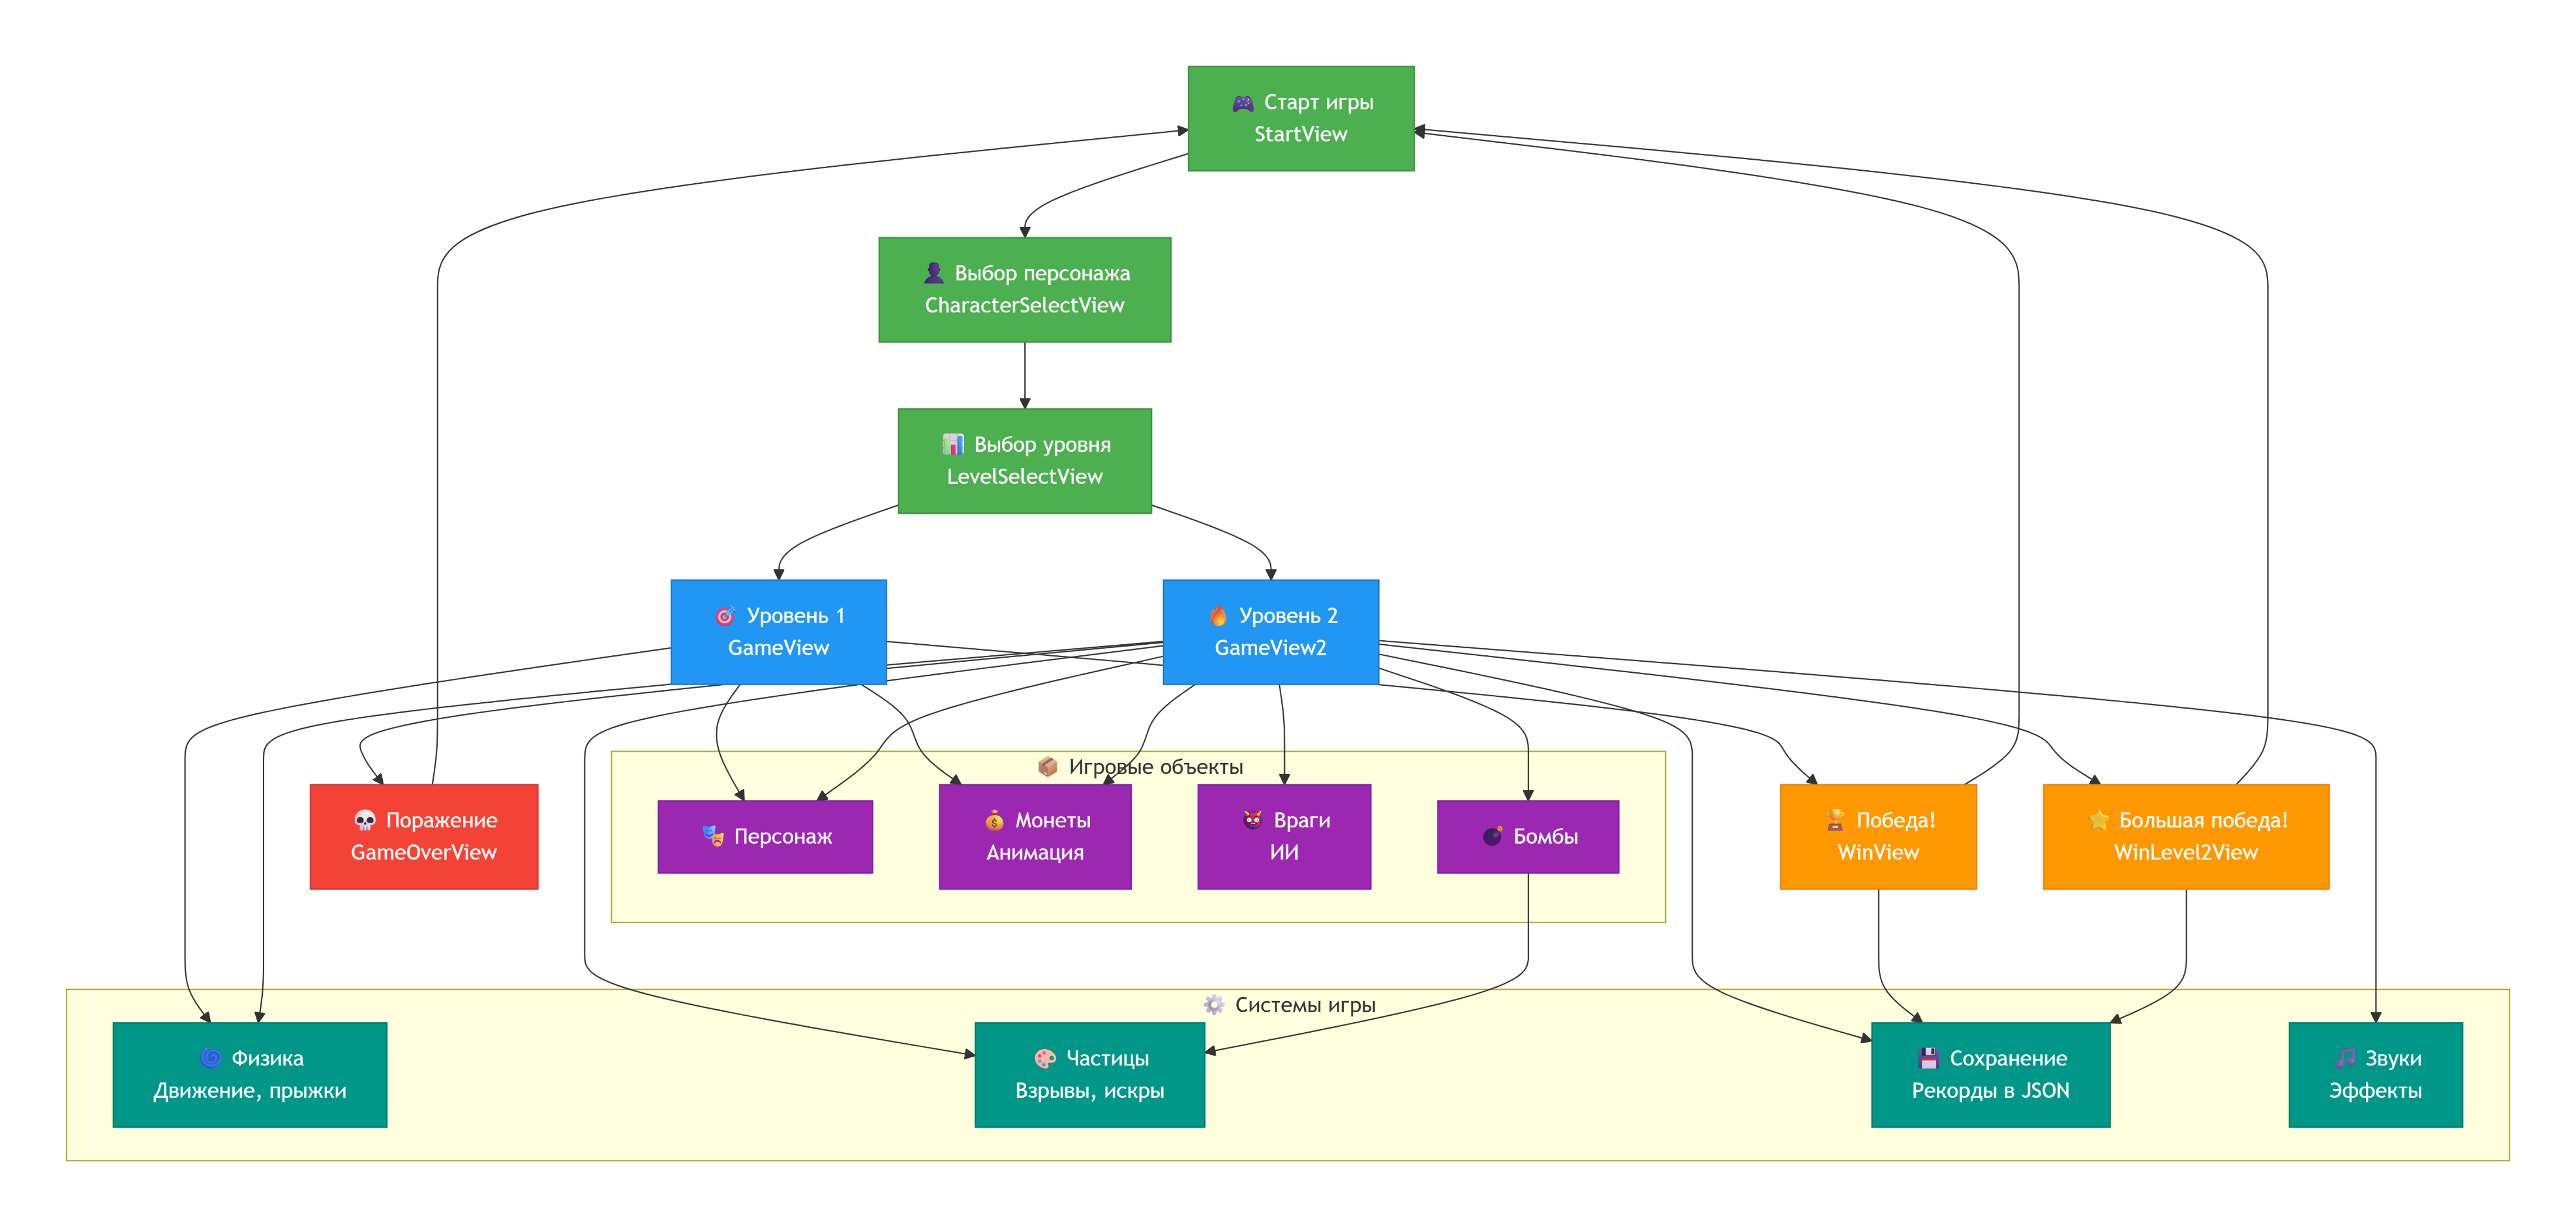 🎮 Старт игры
StartView
👤 Выбор персонажа
CharacterSelectView
📊 Выбор уровня
LevelSelectView
🎯 Уровень 1
GameView
🔥 Уровень 2
GameView2
📦 Игровые объекты
💀 Поражение
GameOverView
🎭 Персонаж
💰 Монеты
Анимация
👿 Враги
ИИ
💣 Бомбы
🏆 Победа!
WinView
⭐ Большая победа!
WinLevel2View
⚙️ Системы игры
🌀 Физика
Движение, прыжки
🎨 Частицы
Взрывы, искры
💾 Сохранение
Рекорды в JSON
🎵 Звуки
Эффекты